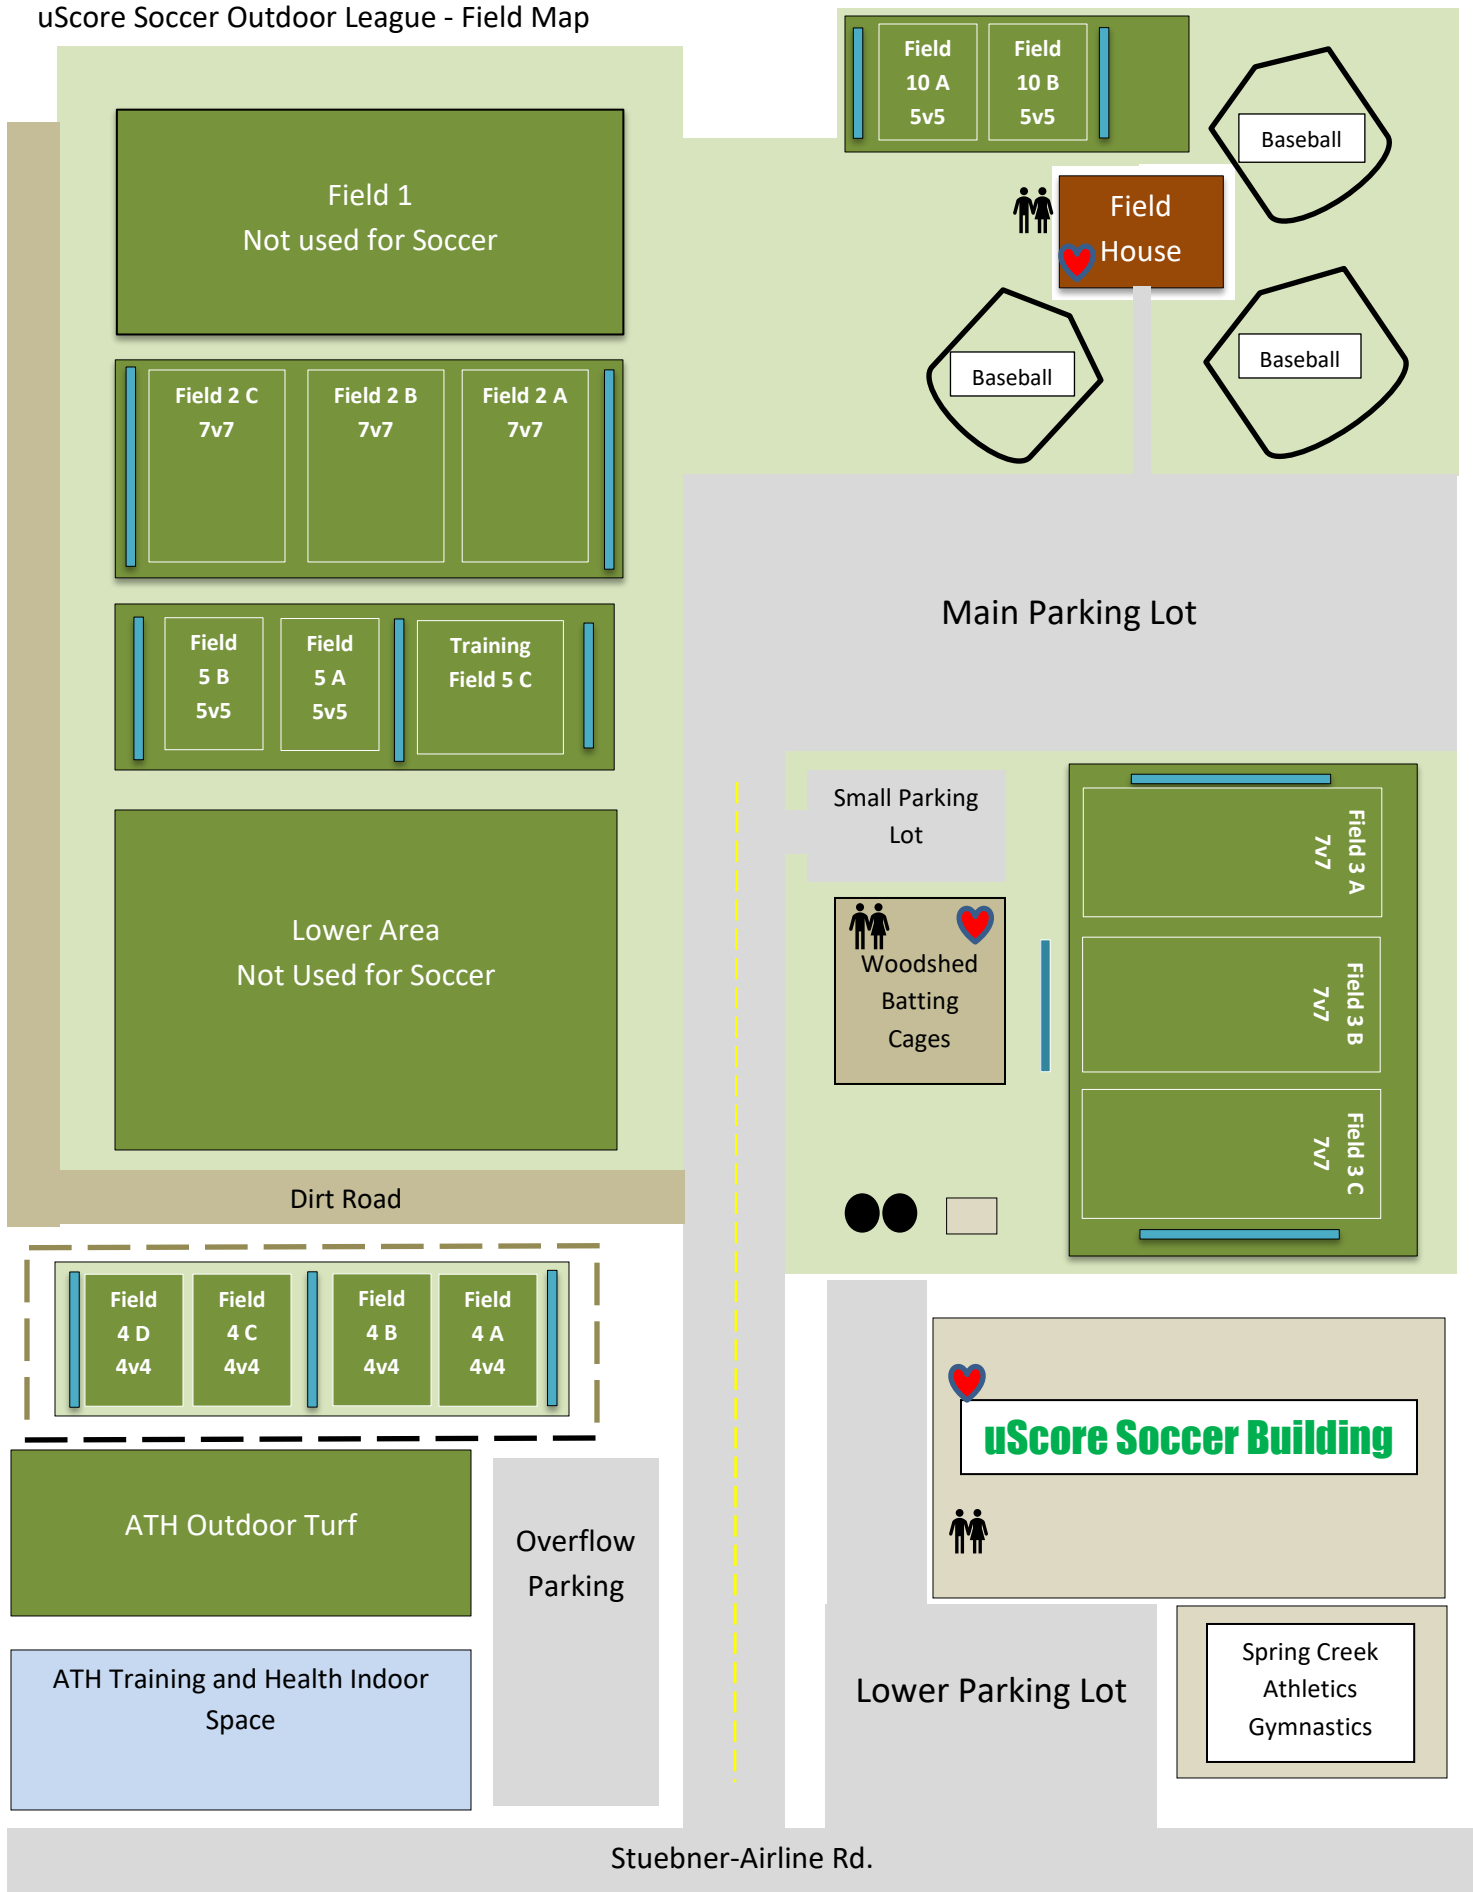 uScore Soccer Outdoor League - Field Map
Field
10 A
5v5
Field
10 B
5v5
Baseball
Field 1
Not used for Soccer
Field
House
Baseball
Baseball
Field 2 C
7v7
Field 2 B
7v7
Field 2 A
7v7
Main Parking Lot
Field
5 B
5v5
Field
5 A
5v5
Training
Field 5 C
Small Parking
Lot
Field 3 A
7v7
Lower Area
Not Used for Soccer
Woodshed
Batting
Cages
Field 3 B
7v7
Field 3 C
7v7
Dirt Road
Field
4 D
4v4
Field
4 C
4v4
Field
4 B
4v4
Field
4 A
4v4
uScore Soccer Building
ATH Outdoor Turf
Overflow
Parking
ATH Training and Health Indoor
Space
Lower Parking Lot
Spring Creek
Athletics
Gymnastics
Stuebner-Airline Rd.